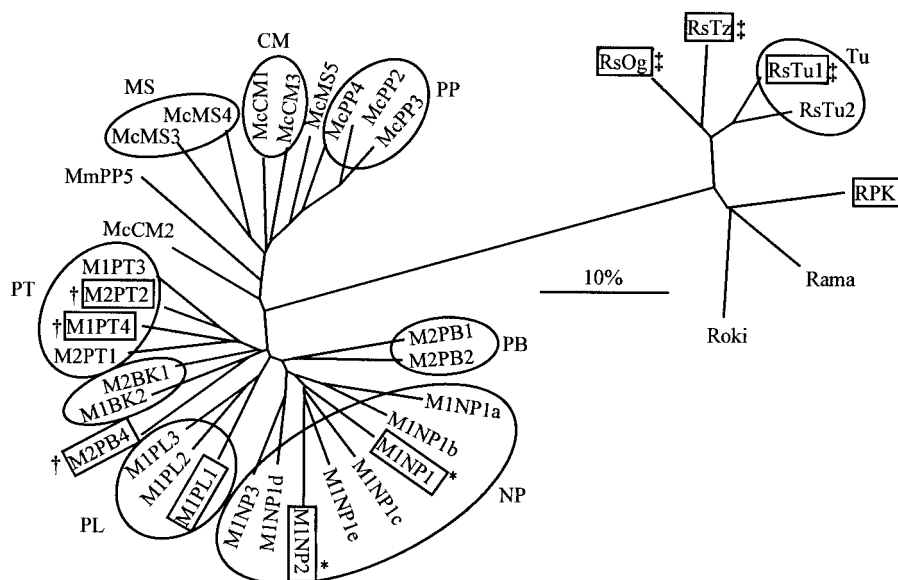 CM
MS
McCM1
McCM3
McMS5
McPP4
McPP2
McPP3
PP
McMS3
McMS4
MmPP5
McCM2
PT
M1PT3
† M2PT2
† M1PT4
M2PT1
M2BK1
M1BK2
† M2PB4
M1PL3
M1PL2
M1PL1
PL
M1NP3
M1NP1d
M1NP2 *
M1NP1e
M1NP1c
M1NP1 *
M1NP1b
M1NP1a
NP
M2PB1
M2PB2
PB
10%
RsOg ‡
RsTz ‡
RsTu1 ‡
Tu
RsTu2
RPK
Rama
Roki